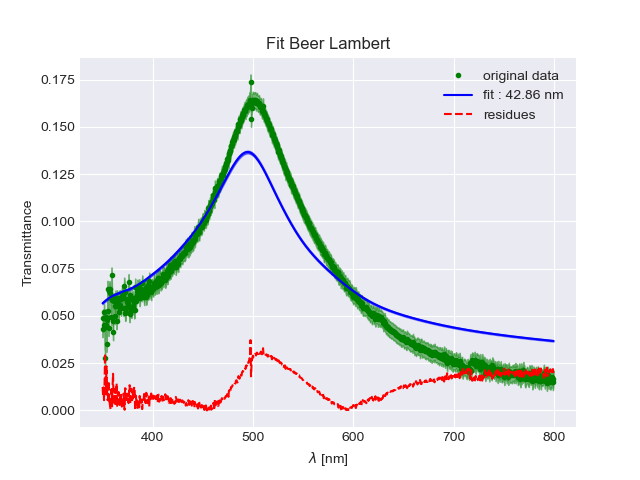 Fit Beer Lambert
original data
fit : 42.86 nm
residues
Transmittance
0.175
0.150
0.125
0.100
0.075
0.050
0.025
0.000
400 500 600 700 800
λ [nm]